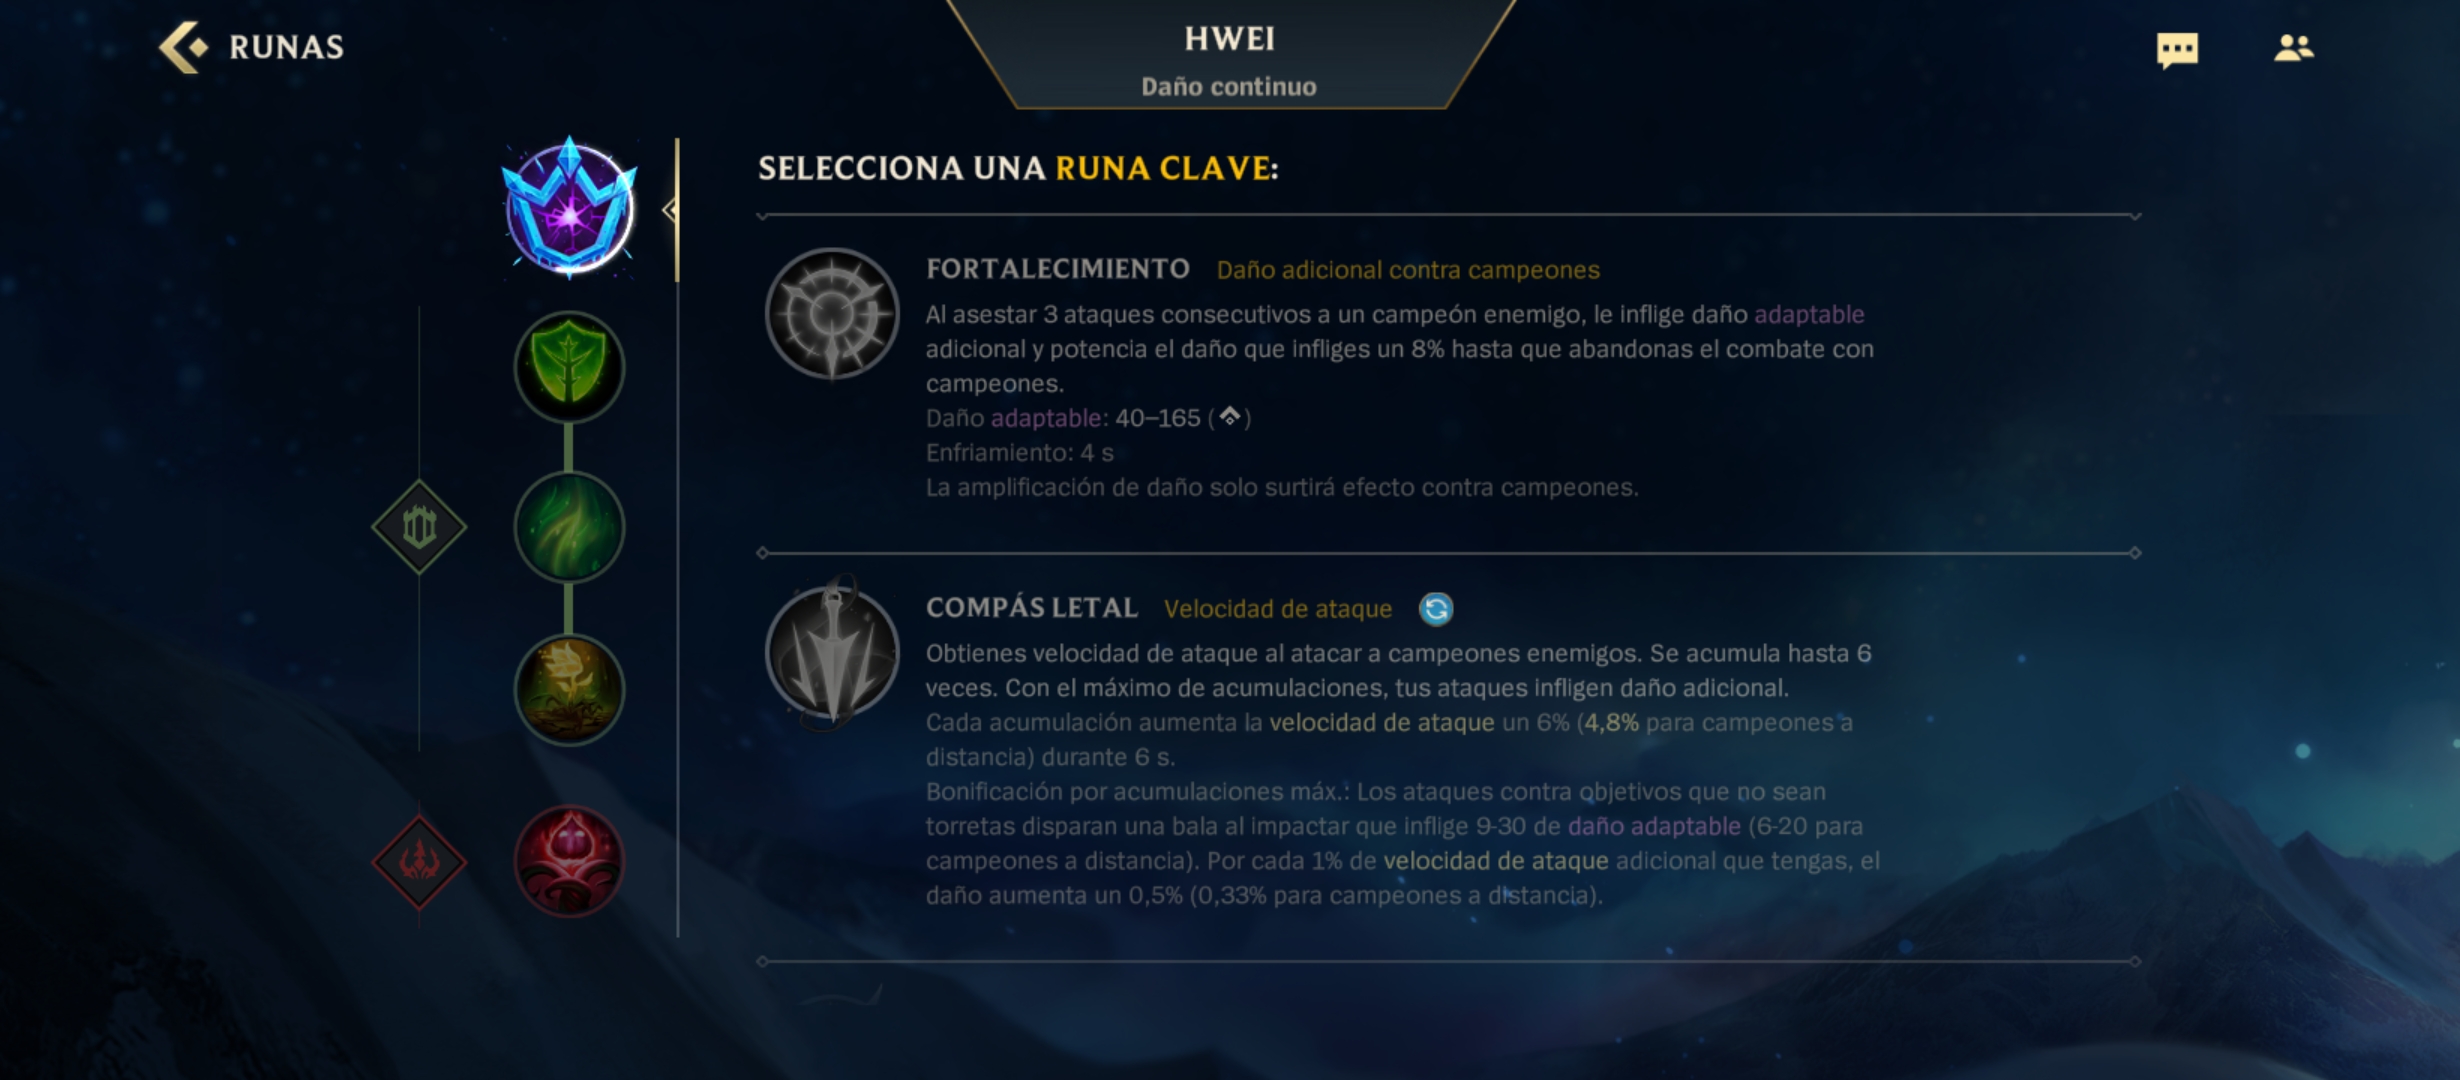 RUNAS
HWEI
Daño continuo
SELECCIONA UNA RUNA CLAVE:
FORTALECIMIENTO Daño adicional contra campeones
Al asestar 3 ataques consecutivos a un campeón enemigo, le inflige daño adaptable
adicional y potencia el daño que infliges un 8% hasta que abandonas el combate con
campeones.
Daño adaptable: 40–165 ( )
Enfriamiento: 4 s
La amplificación de daño solo surtirá efecto contra campeones.
COMPÁS LETAL Velocidad de ataque
Obtienes velocidad de ataque al atacar a campeones enemigos. Se acumula hasta 6
veces. Con el máximo de acumulaciones, tus ataques infligen daño adicional.
Cada acumulación aumenta la velocidad de ataque un 6% (4,8% para campeones a
distancia) durante 6 s.
Bonificación por acumulaciones máx.: Los ataques contra objetivos que no sean
torretas disparan una bala al impactar que inflige 9-30 de daño adaptable (6-20 para
campeones a distancia). Por cada 1% de velocidad de ataque adicional que tengas, el
daño aumenta un 0,5% (0,33% para campeones a distancia).